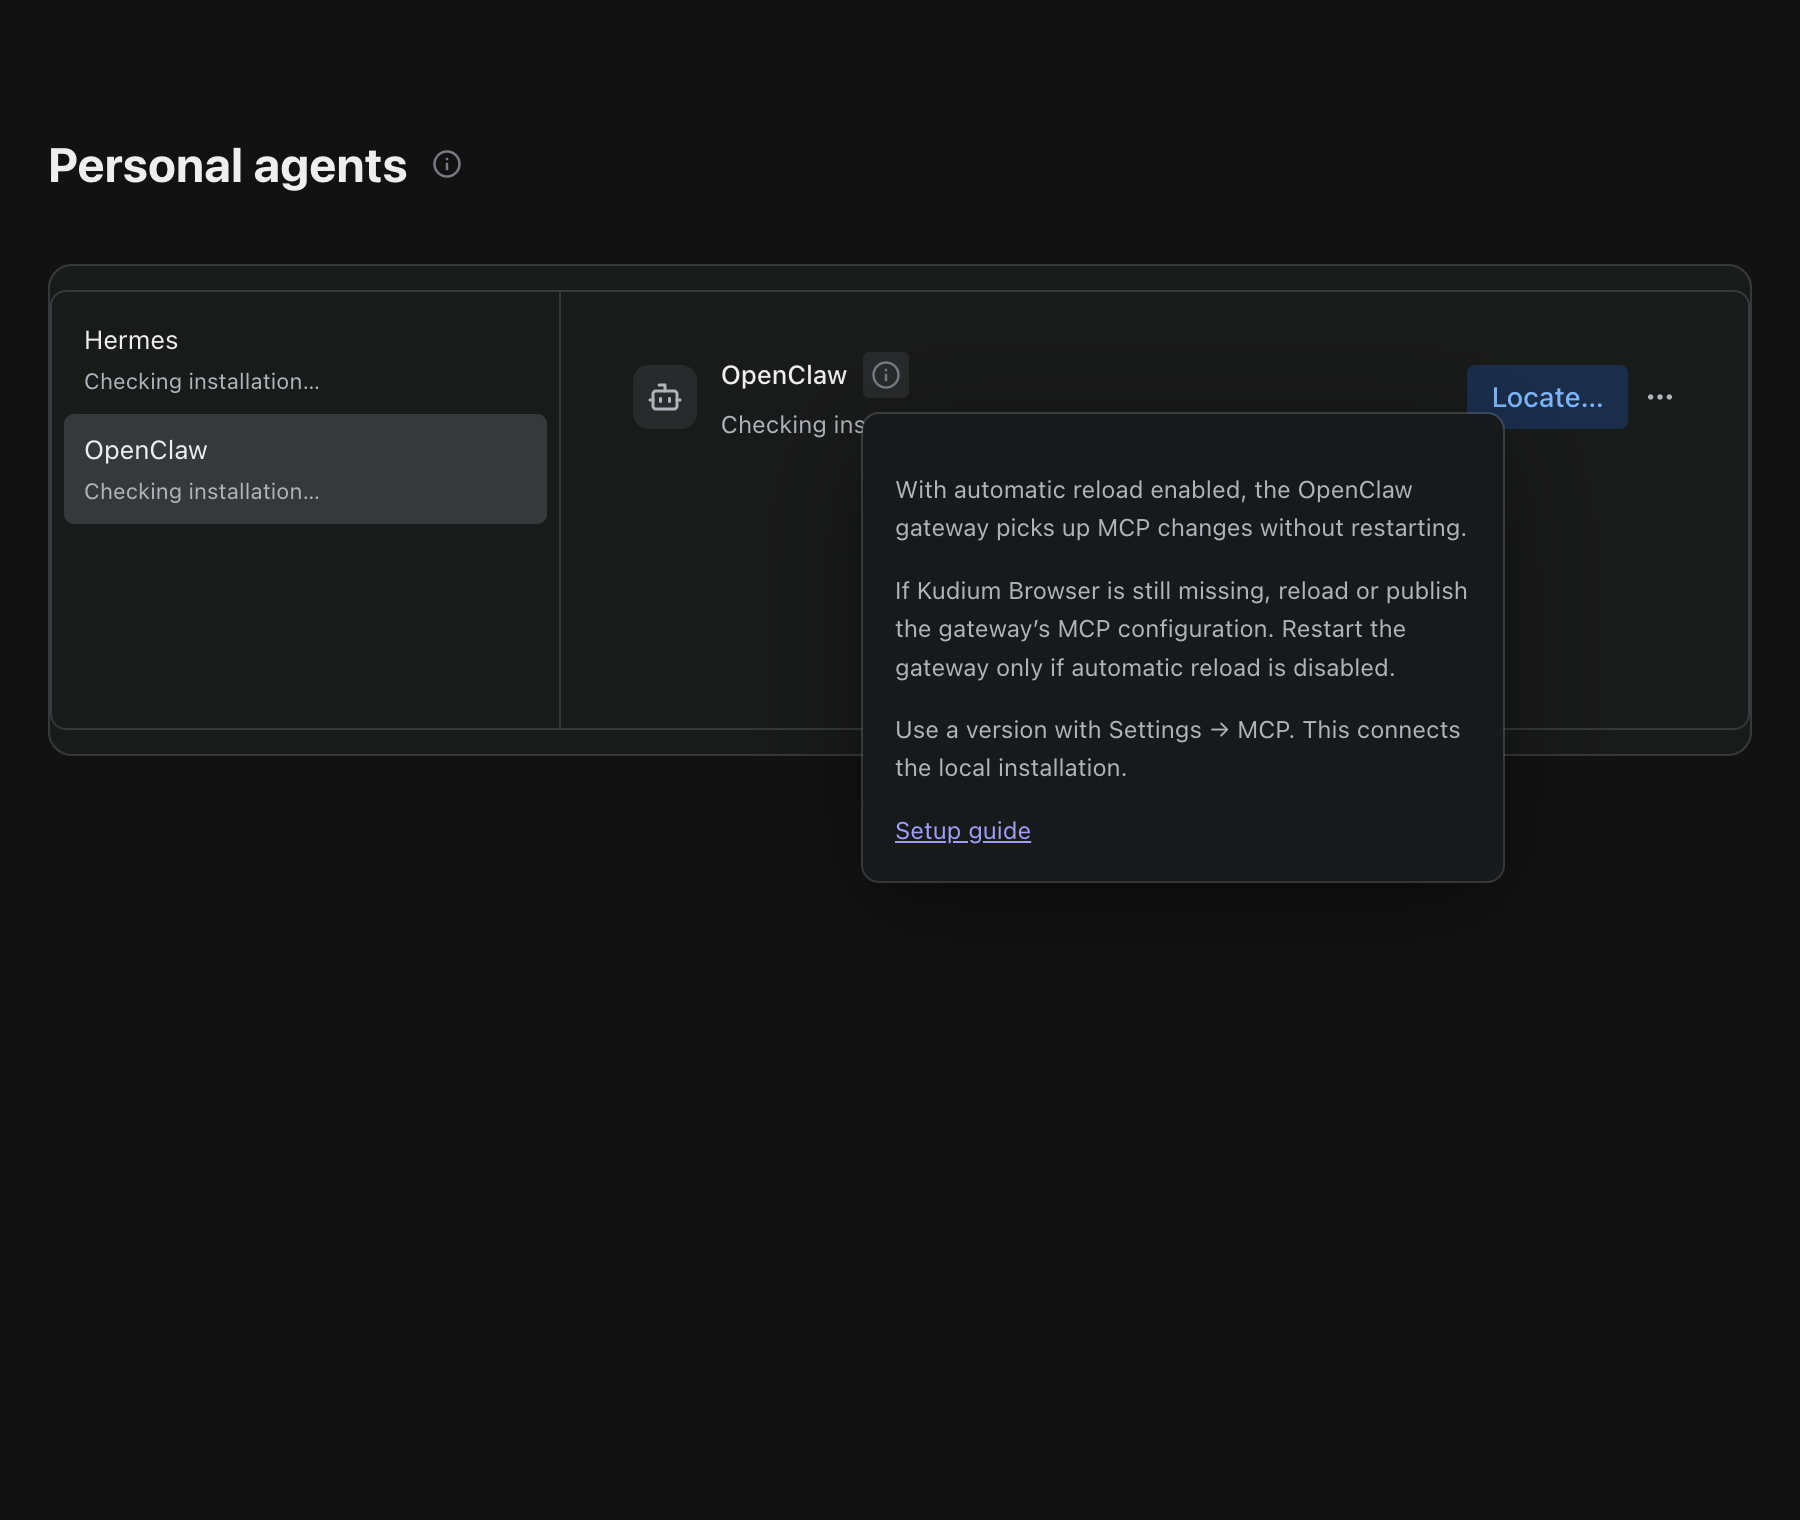 Personal agents
Hermes
Checking installation...
OpenClaw
Checking installation...
OpenClaw
Checking ins
Locate...
With automatic reload enabled, the OpenClaw
gateway picks up MCP changes without restarting.
If Kudium Browser is still missing, reload or publish
the gateway’s MCP configuration. Restart the
gateway only if automatic reload is disabled.
Use a version with Settings → MCP. This connects
the local installation.
Setup guide